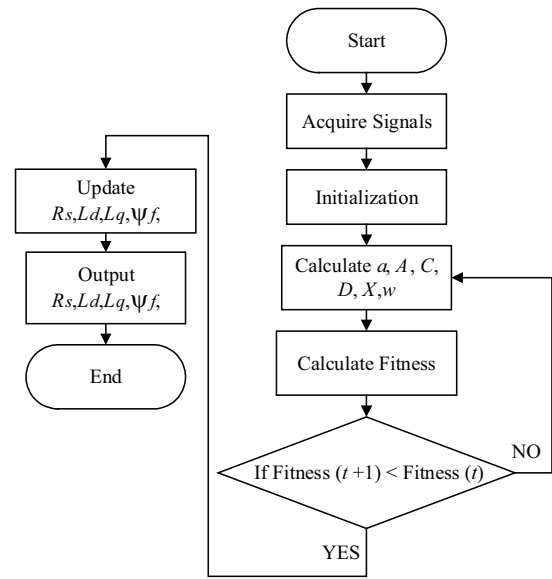 Start
Acquire Signals
Initialization
Calculate a, A, C,
D, X,w
Calculate Fitness
If Fitness (t +1) < Fitness (t)
NO
YES
Update
Rs,Ld,Lq,Ψf,
Output
Rs,Ld,Lq,Ψf,
End